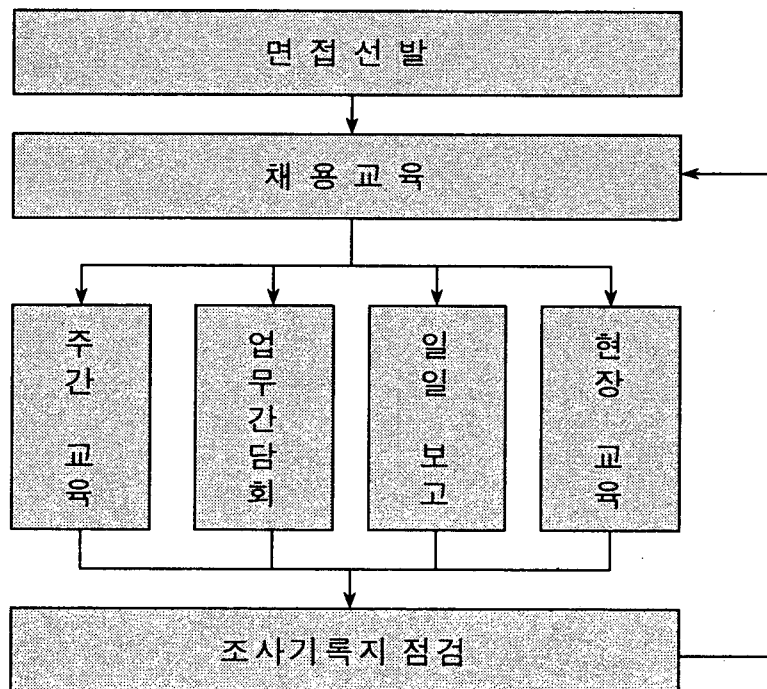 면접선발
채용교육
주간 교육
업무간담회
일일 보고
현장 교육
조사기록지 점검